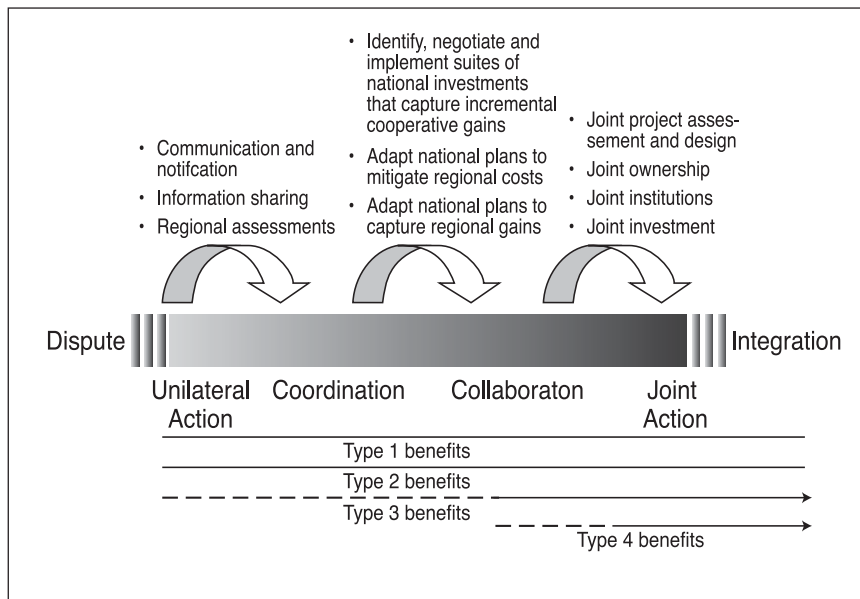 • Communication and
notifcation
• Information sharing
• Regional assessments
• Identify, negotiate and
implement suites of
national investments
that capture incremental
cooperative gains
• Adapt national plans to
mitigate regional costs
• Adapt national plans to
capture regional gains
• Joint project asses-
sement and design
• Joint ownership
• Joint institutions
• Joint investment
Dispute
Integration
Unilateral
Action
Coordination
Collaboraton
Joint
Action
Type 1 benefits
Type 2 benefits
Type 3 benefits
Type 4 benefits